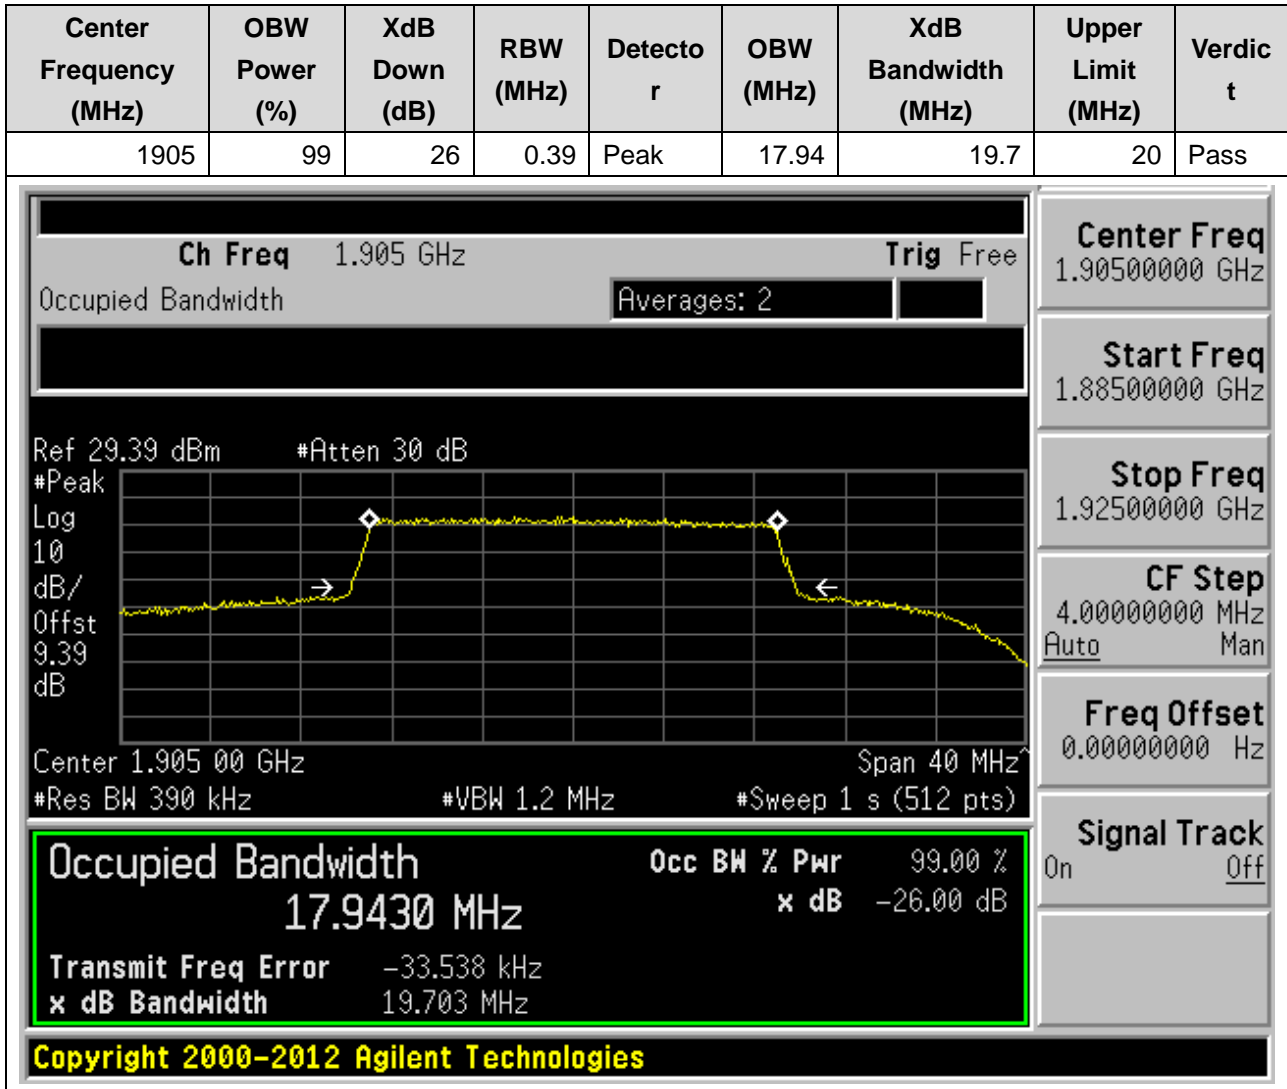 Center Frequency (MHz) OBW Power (%) XdB Down (dB) RBW (MHz) Detecto r OBW (MHz) XdB Bandwidth (MHz) Upper Limit (MHz) Verdic t
1905 99 26 0.39 Peak 17.94 19.7 20 Pass
Ch Freq 1.905 GHz Trig Free
Occupied Bandwidth Averages: 2
Ref 29.39 dBm #Atten 30 dB
#Peak
Log
10
dB/
Offst
9.39
dB
Center 1.905 00 GHz Span 40 MHz^
#Res BW 390 kHz #VBW 1.2 MHz #Sweep 1 s (512 pts)
Occupied Bandwidth Occ BW % Pwr 99.00 %
17.9430 MHz x dB -26.00 dB
Transmit Freq Error -33.538 kHz
x dB Bandwidth 19.703 MHz
Copyright 2000-2012 Agilent Technologies
Center Freq
1.90500000 GHz
Start Freq
1.88500000 GHz
Stop Freq
1.92500000 GHz
CF Step
4.00000000 MHz
Auto Man
Freq Offset
0.00000000 Hz
Signal Track
On Off